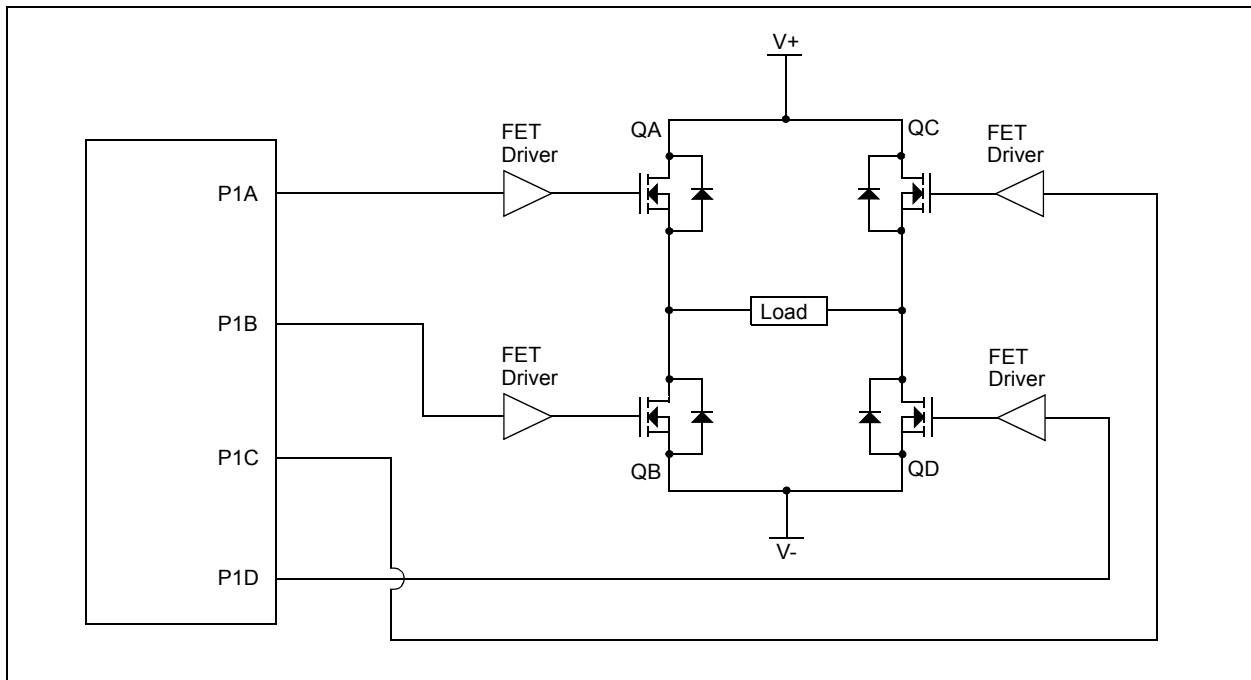 V+
FET
Driver
QA
QC
FET
Driver
P1A
P1B
Load
FET
Driver
FET
Driver
P1C
QB
QD
V-
P1D